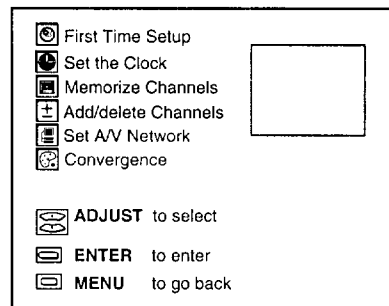 First Time Setup
Set the Clock
Memorize Channels
Add/delete Channels
Set A/V Network
Convergence
ADJUST to select
ENTER to enter
MENU to go back